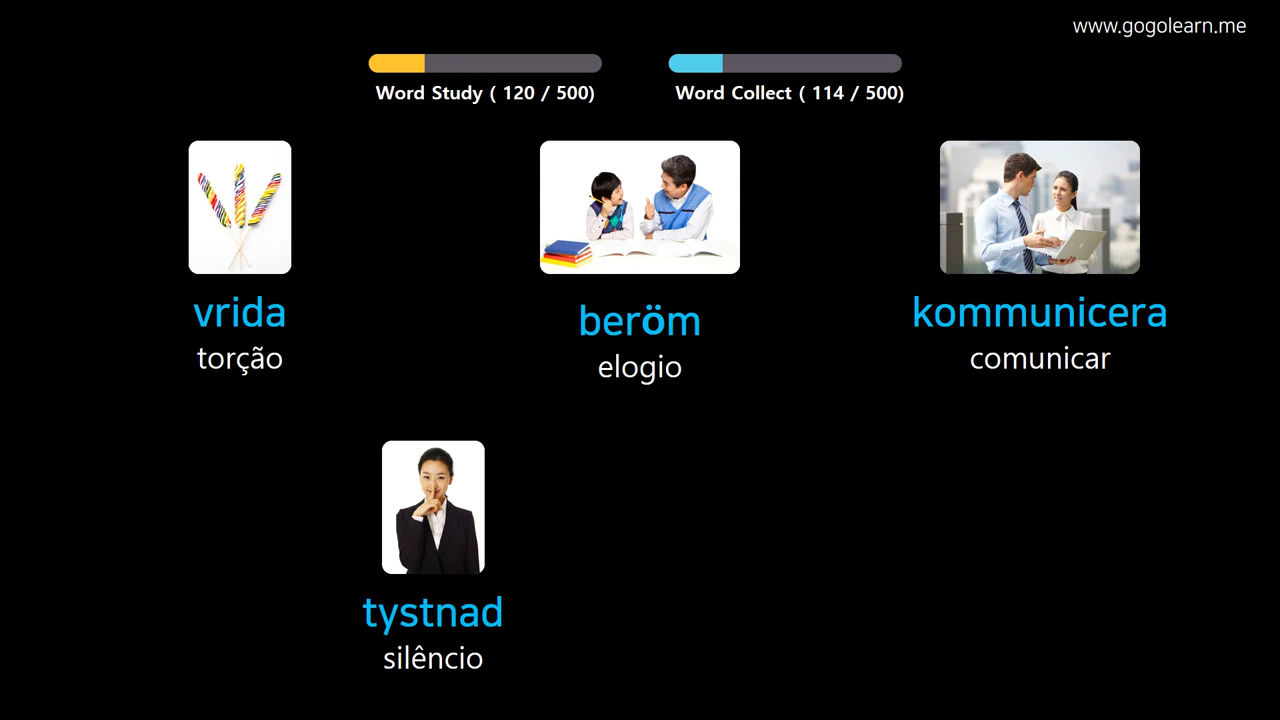 www.gogolearn.me
Word Study ( 120 / 500)
Word Collect ( 114 / 500)
vrida
torção
beröm
elogio
kommunicera
comunicar
tystnad
silêncio